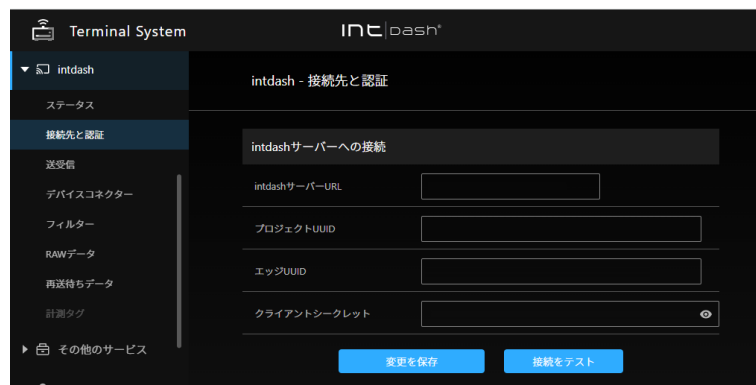 Terminal System
intdash
intdash
ステータス
接続先と認証
送受信
デバイスコネクター
フィルター
RAWデータ
再送待ちデータ
計測タグ
その他のサービス
intdash - 接続先と認証
intdashサーバーへの接続
intdashサーバーURL
プロジェクトUUID
エッジUUID
クライアントシークレット
変更を保存
接続をテスト